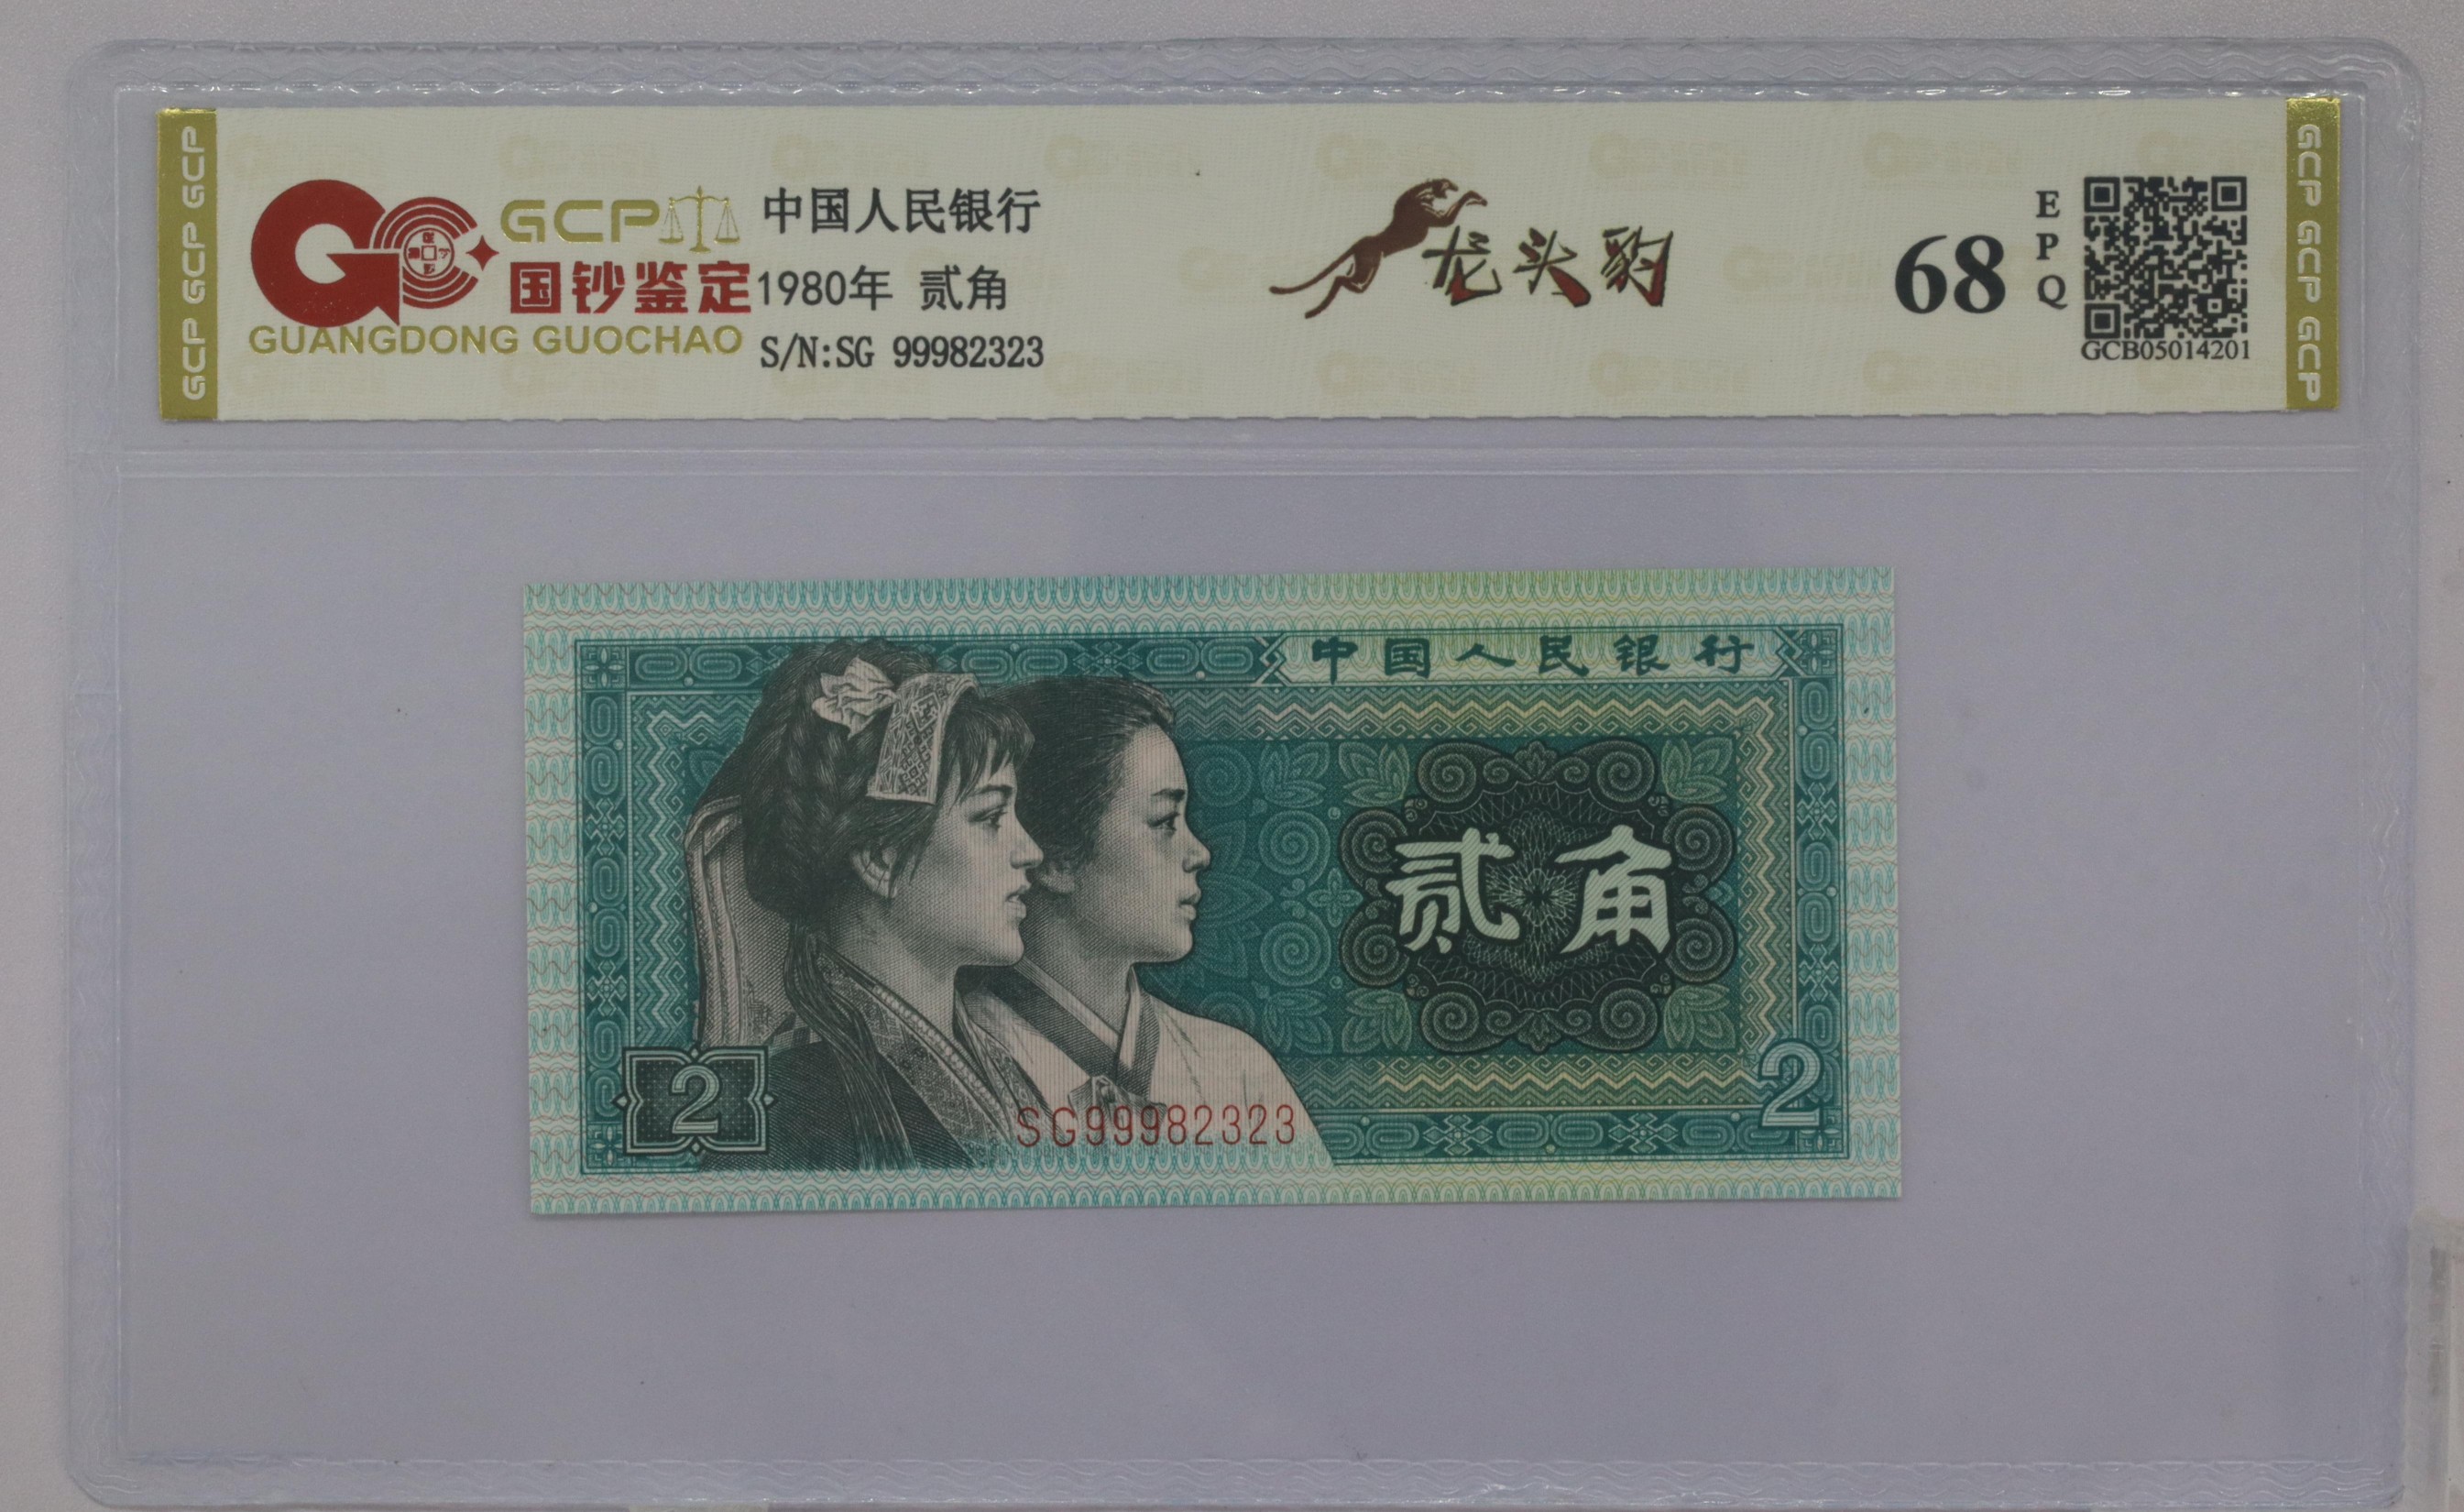 GCP GCP GCP
GCP
国钞鉴定
GUANGDONG GUOCHAO
中国人民银行
1980年 贰角
S/N:SG 99982323
龙头豹
68
EPQ
GCB05014201
GCP GCP GCP
中国人民银行
贰角
2
SG99982323
2